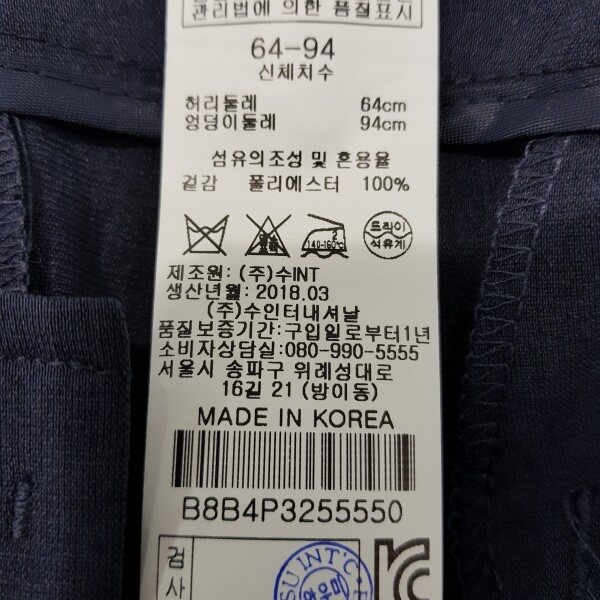 관리법에 의한 품질표시
64-94
신체치수
허리둘레 64cm
엉덩이둘레 94cm
섬유의조성 및 혼용율
겉감 폴리에스터 100%
2
140-160℃
드라이
석유계
제조원: (주)수INT
생산년월: 2018.03
(주)수인터내셔날
품질보증기간:구입일로부터1년
소비자상담실:080-990-5555
서울시 송파구 위례성대로
16길 21 (방이동)
MADE IN KOREA
B8B4P3255550
검
사
SU INT'C